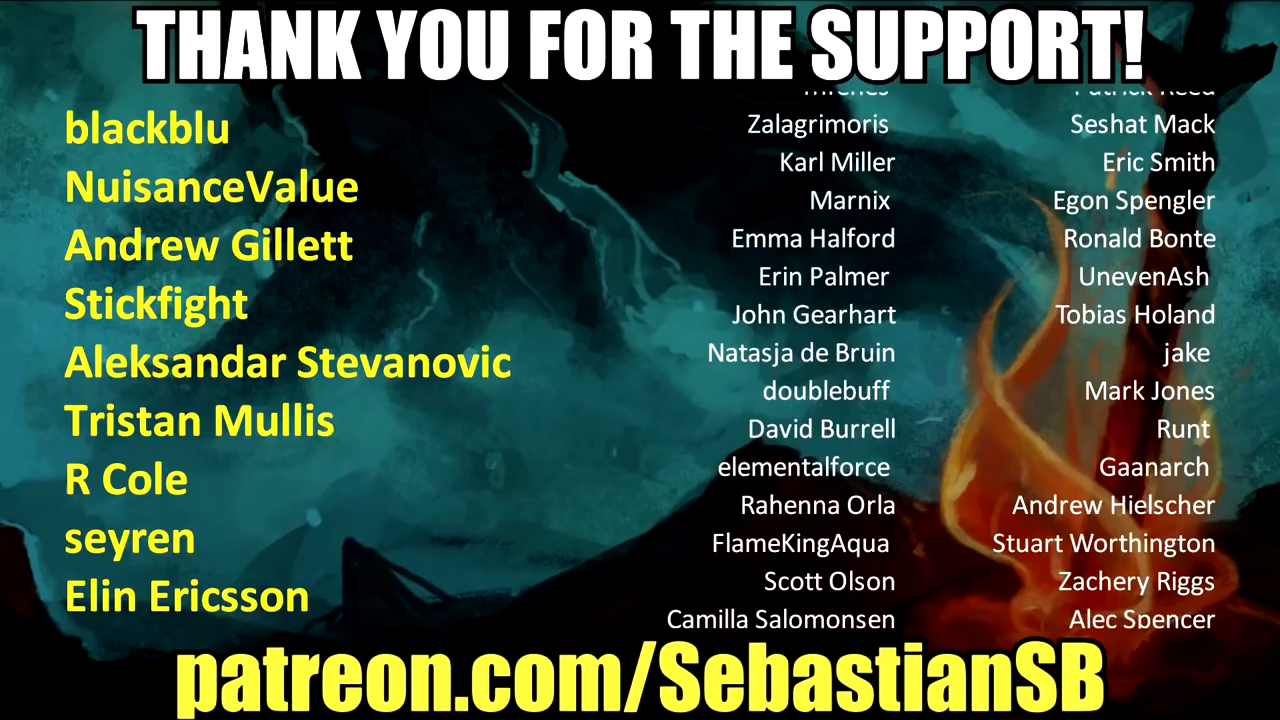 THANK YOU FOR THE SUPPORT!
blackblu
NuisanceValue
Andrew Gillett
Stickfight
Aleksandar Stevanovic
Tristan Mullis
R Cole
seyren
Elin Ericsson
Zalagrimoris
Karl Miller
Marnix
Emma Halford
Erin Palmer
John Gearhart
Natasja de Bruin
doublebuff
David Burrell
elementalforce
Rahenna Orla
FlameKingAqua
Scott Olson
Camilla Salomonsen
Patrick Reed
Seshat Mack
Eric Smith
Egon Spengler
Ronald Bonte
UnevenAsh
Tobias Holand
jake
Mark Jones
Runt
Gaanarch
Andrew Hielscher
Stuart Worthington
Zachery Riggs
Alec Spencer
patreon.com/SebastianSB